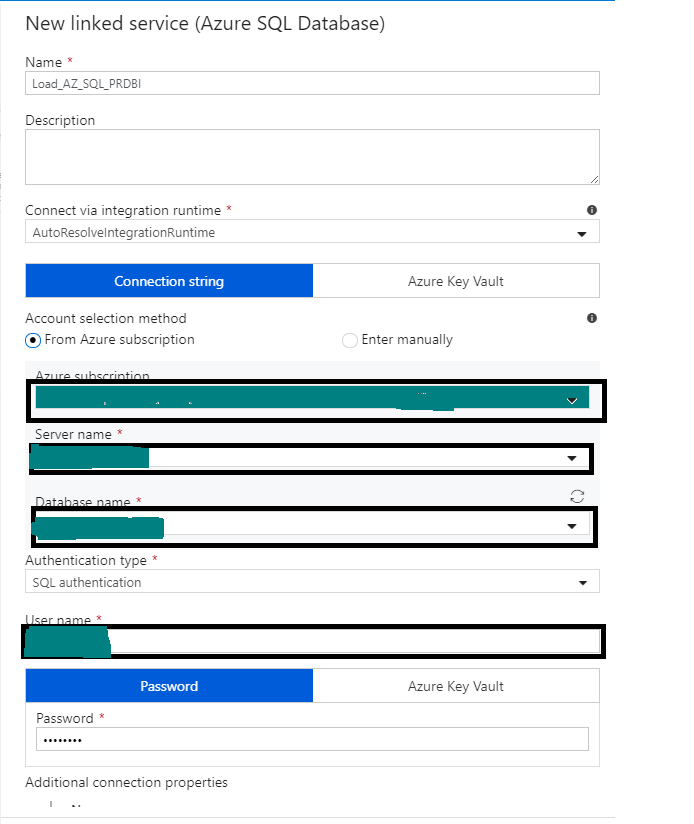 New linked service (Azure SQL Database)
Name *
Load_AZ_SQL_PRDBI
Description
Connect via integration runtime *
AutoResolveIntegrationRuntime
Connection string
Azure Key Vault
Account selection method
From Azure subscription
Enter manually
Azure subscription
Server name *
Database name *
Authentication type *
SQL authentication
User name *
Password
Azure Key Vault
Password *
••••••••
Additional connection properties